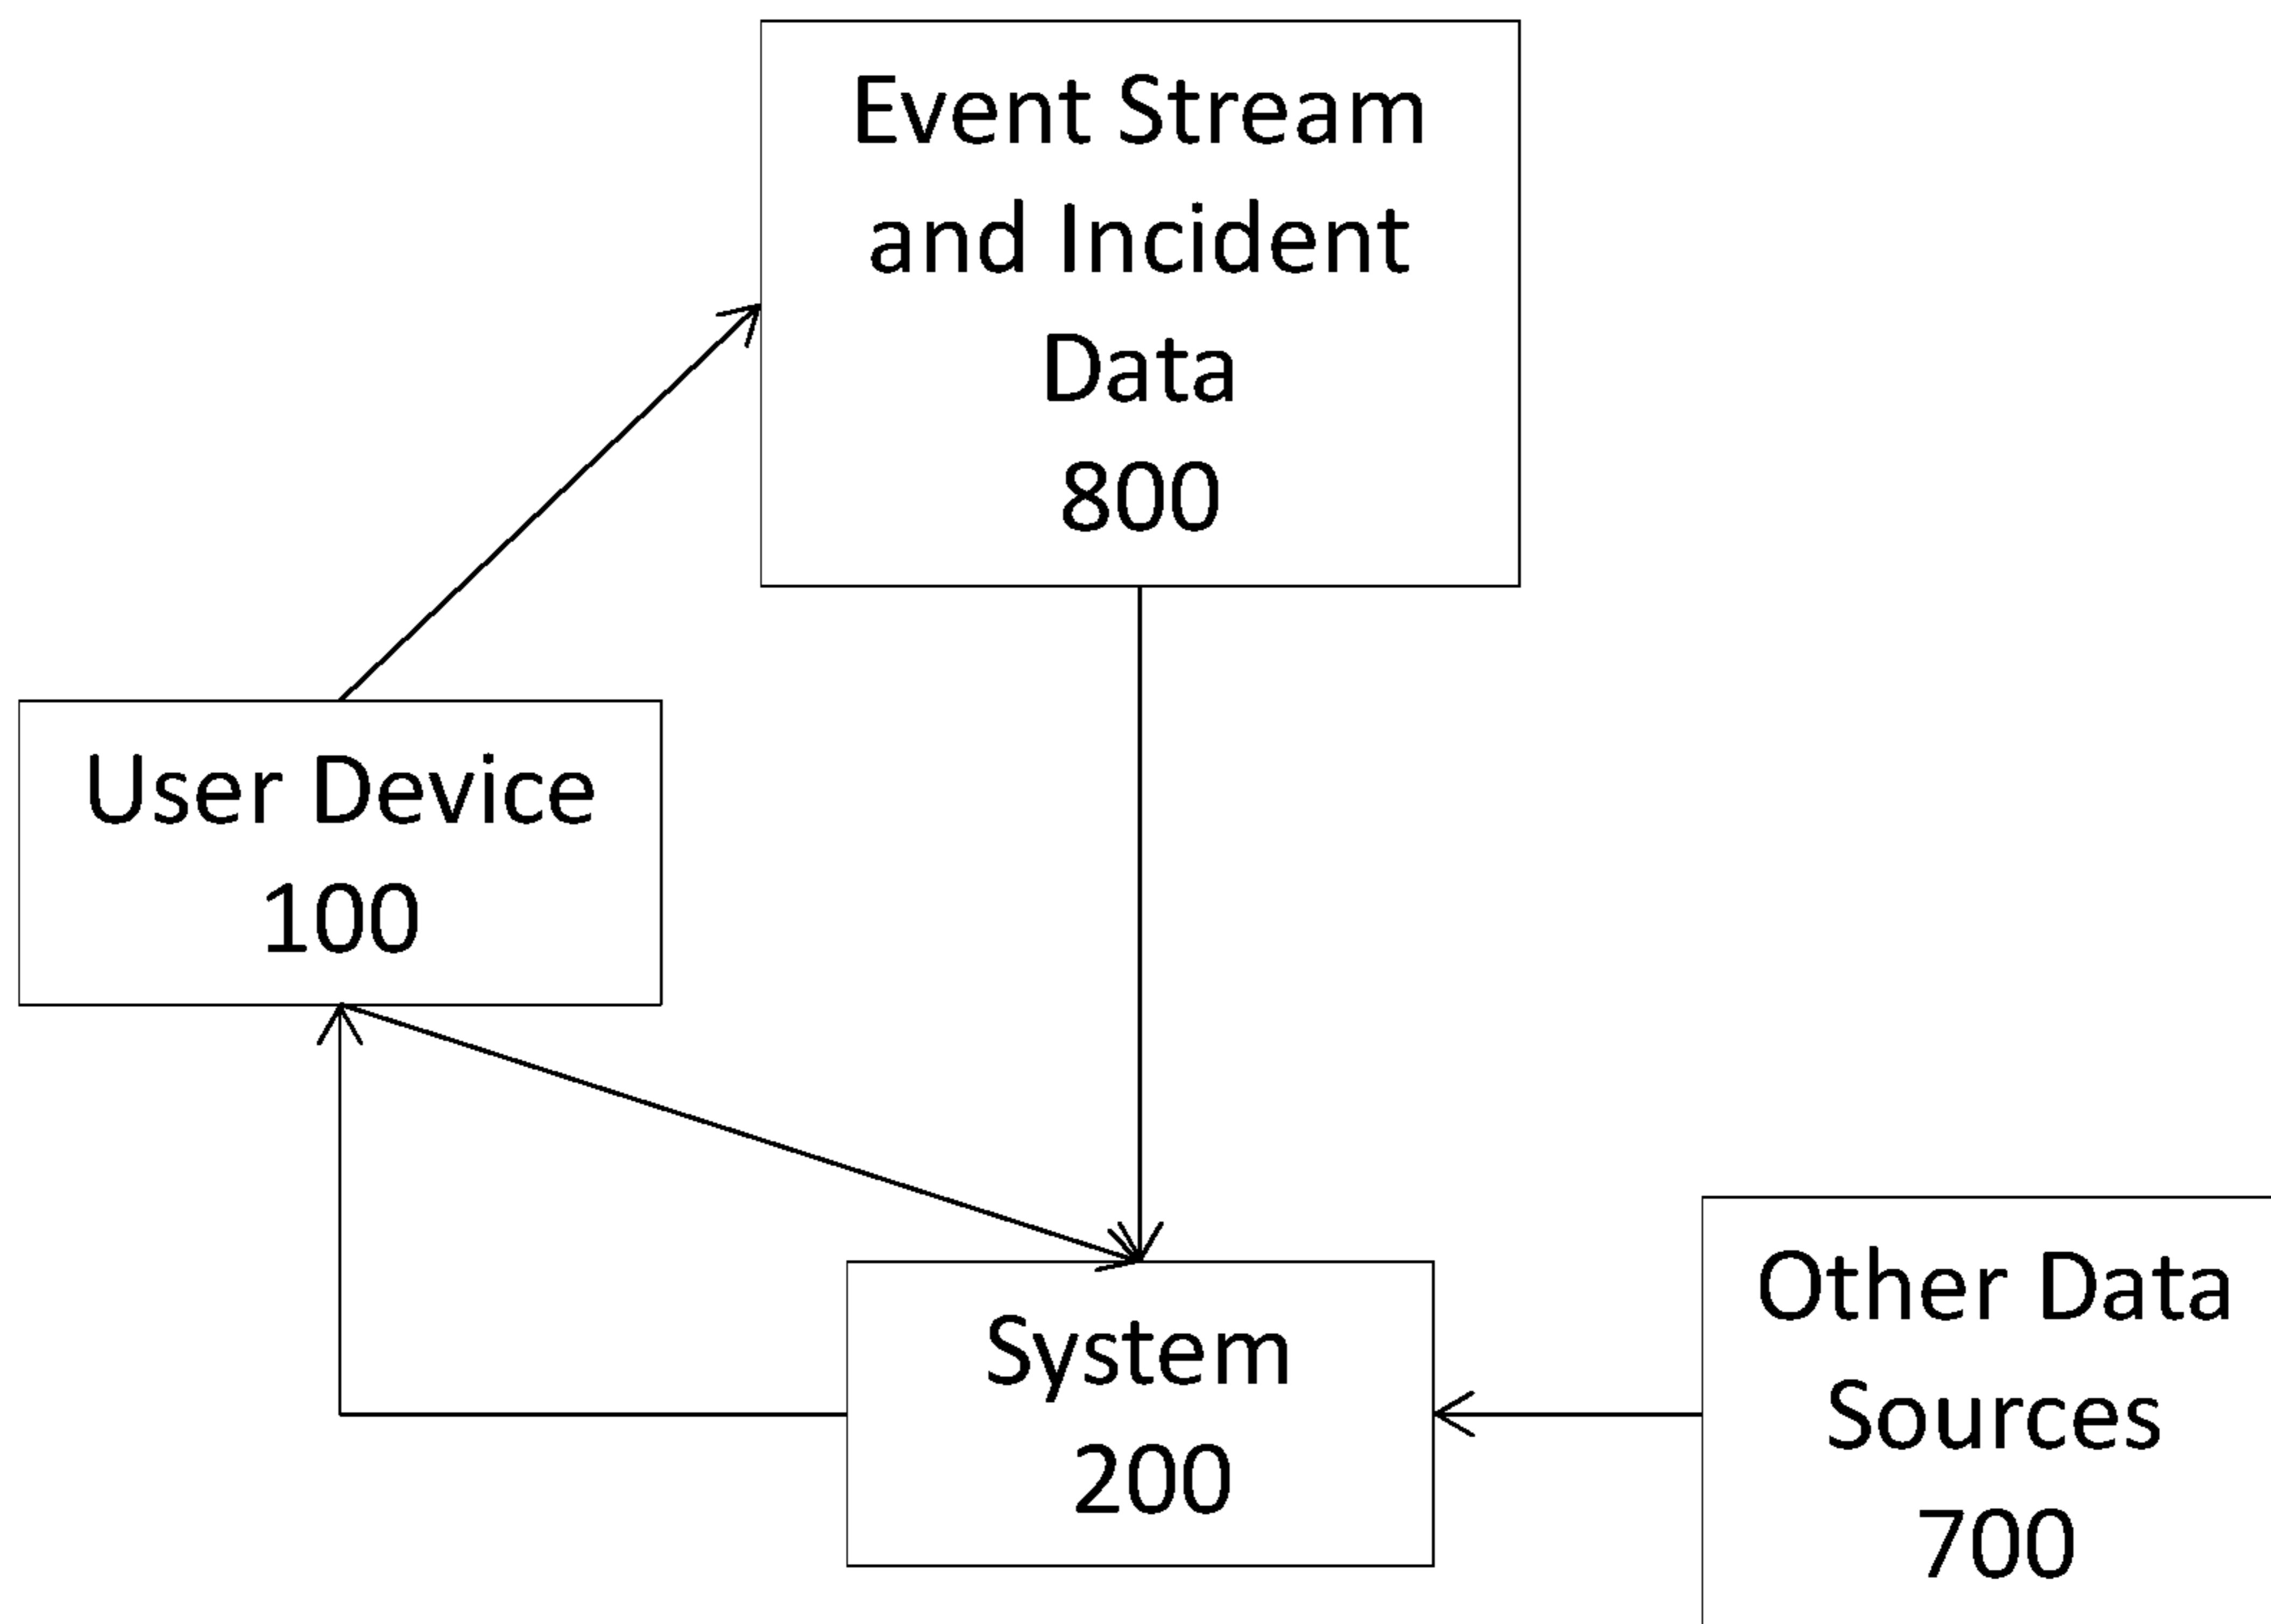 Event Stream
and Incident
Data
800
User Device
100
System
200
Other Data
Sources
700